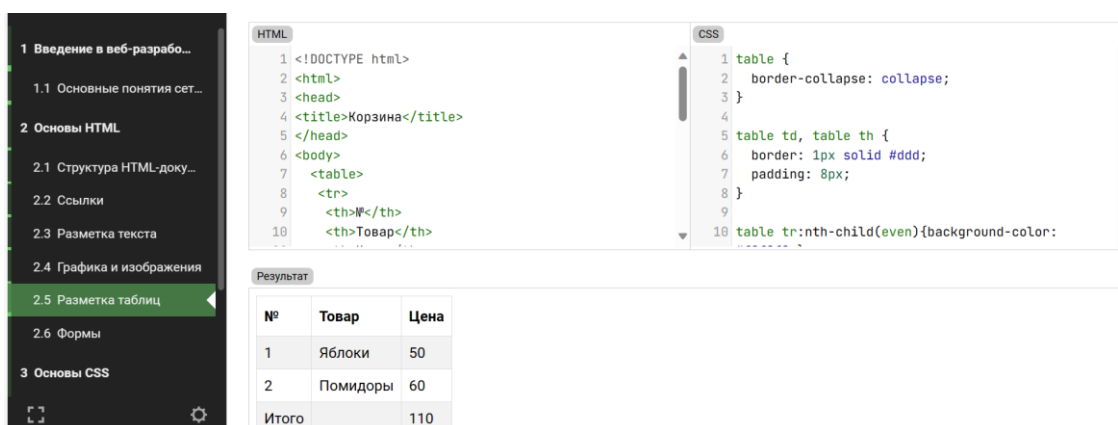 1 Введение в веб-разрабо...
1.1 Основные понятия сет...
2 Основы HTML
2.1 Структура HTML-доку...
2.2 Ссылки
2.3 Разметка текста
2.4 Графика и изображения
2.5 Разметка таблиц
2.6 Формы
3 Основы CSS
HTML
1 <!DOCTYPE html>
2 <html>
3 <head>
4 <title>Корзина</title>
5 </head>
6 <body>
7 <table>
8 <tr>
9 <th>№</th>
10 <th>Товар</th>
CSS
1 table {
2 border-collapse: collapse;
3 }
4
5 table td, table th {
6 border: 1px solid #ddd;
7 padding: 8px;
8 }
9
10 table tr:nth-child(even){background-color:
Результат
№ Товар Цена
1 Яблоки 50
2 Помидоры 60
Итого 110